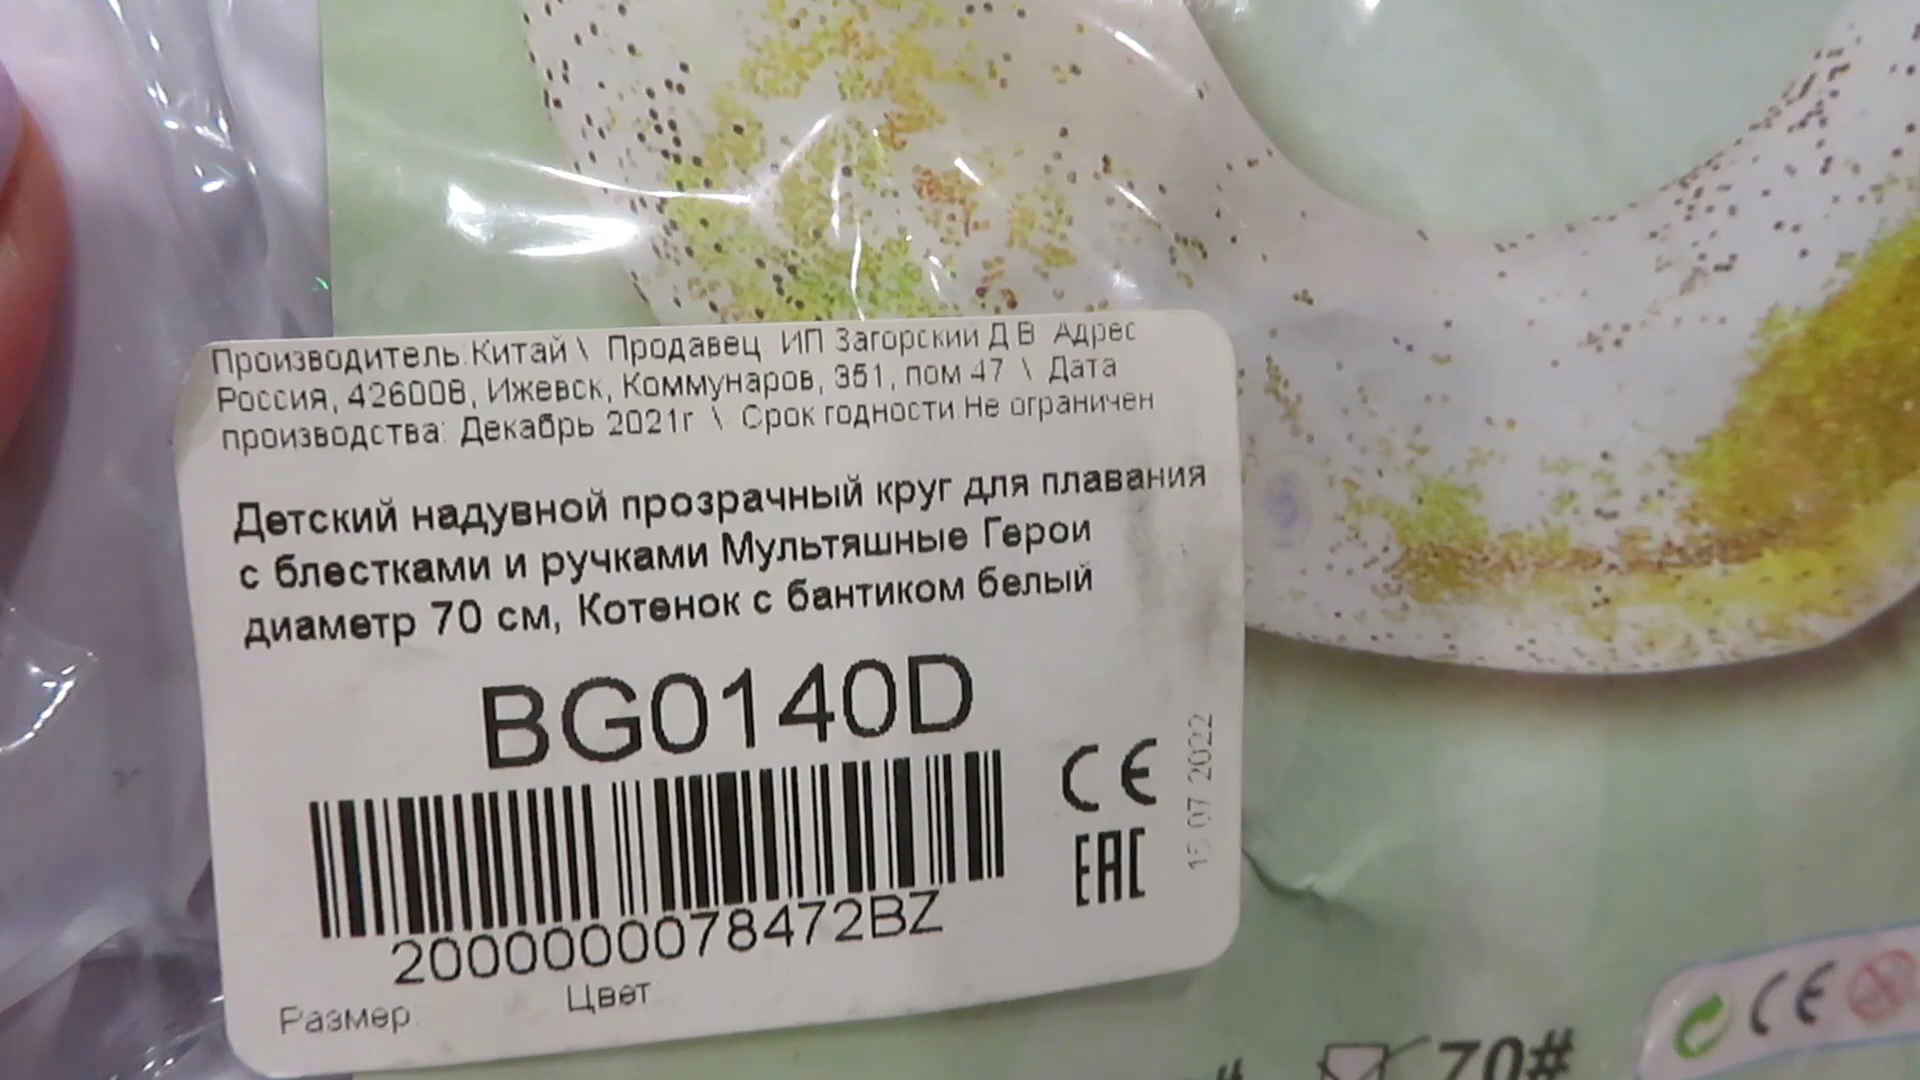 Производитель:Китай \ Продавец ИП Загорский Д В Адрес
Россия, 426008, Ижевск, Коммунаров, 351, пом 47 \ Дата
производства: Декабрь 2021г \ Срок годности:Не ограничен
Детский надувной прозрачный круг для плавания
с блестками и ручками Мультяшные Герои
диаметр 70 см, Котенок с бантиком белый
BG0140D
CE
EAC
07 2022
2000000078472BZ
Размер
Цвет
CE
70#